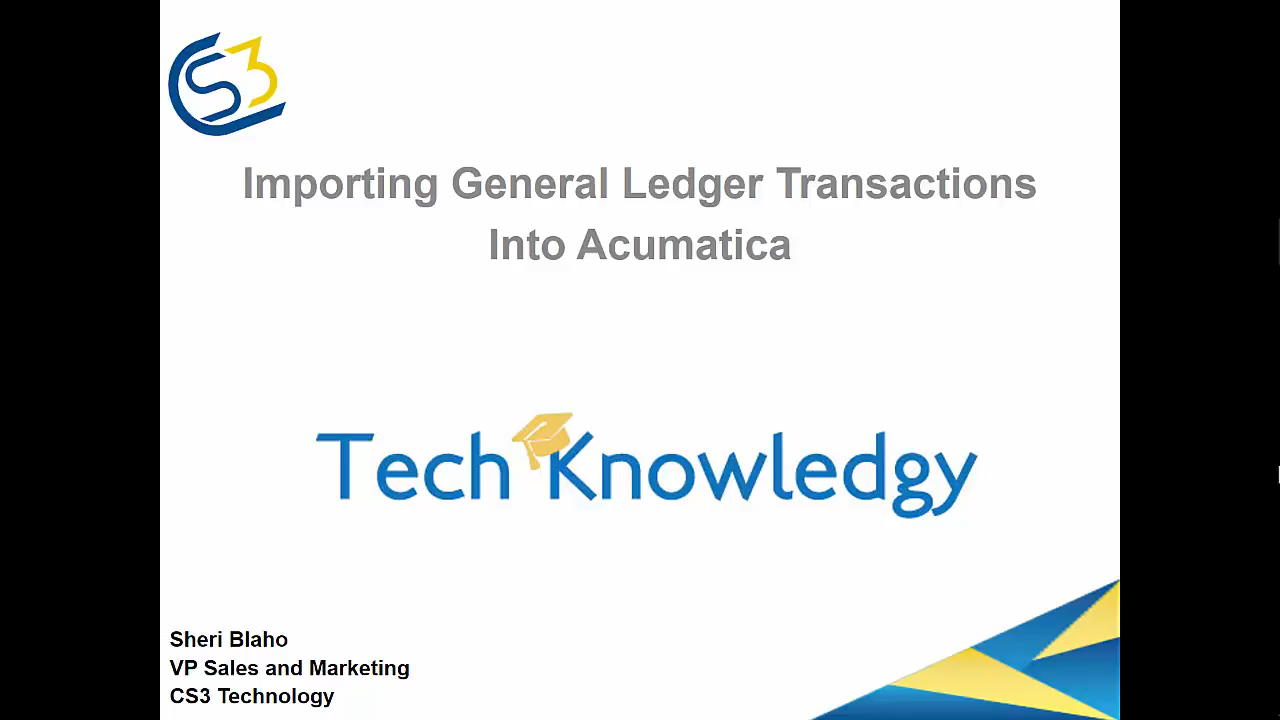 CS3
Importing General Ledger Transactions
Into Acumatica
Tech Knowledgy
Sheri Blaho
VP Sales and Marketing
CS3 Technology